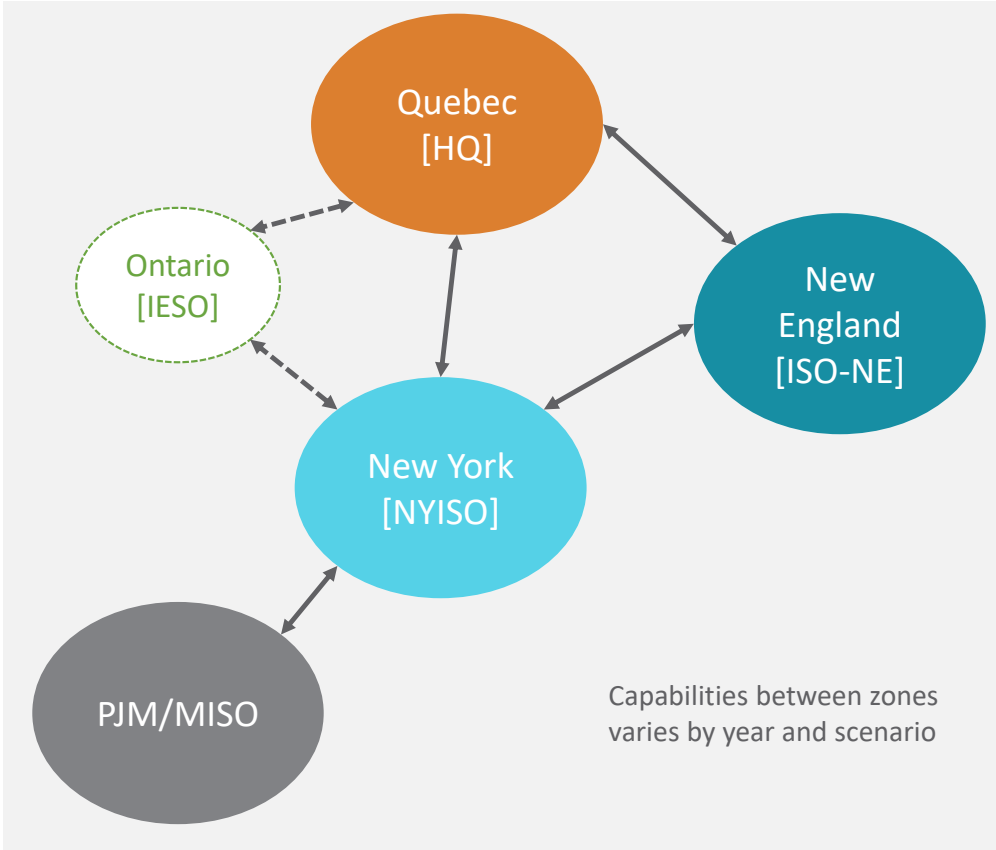 Quebec
[HQ]
Ontario
[IESO]
New
England
[ISO-NE]
New York
[NYISO]
PJM/MISO
Capabilities between zones
varies by year and scenario